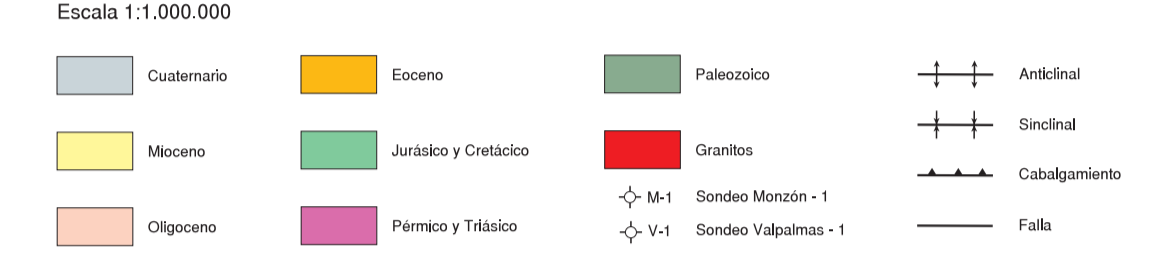 Escala 1:1.000.000
Cuaternario
Eoceno
Paleozoico
Anticlinal
Mioceno
Jurásico y Cretácico
Granitos
Sinclinal
M-1 Sondeo Monzón - 1
Cabalgamiento
Oligoceno
Pérmico y Triásico
V-1 Sondeo Valpalmas - 1
Falla